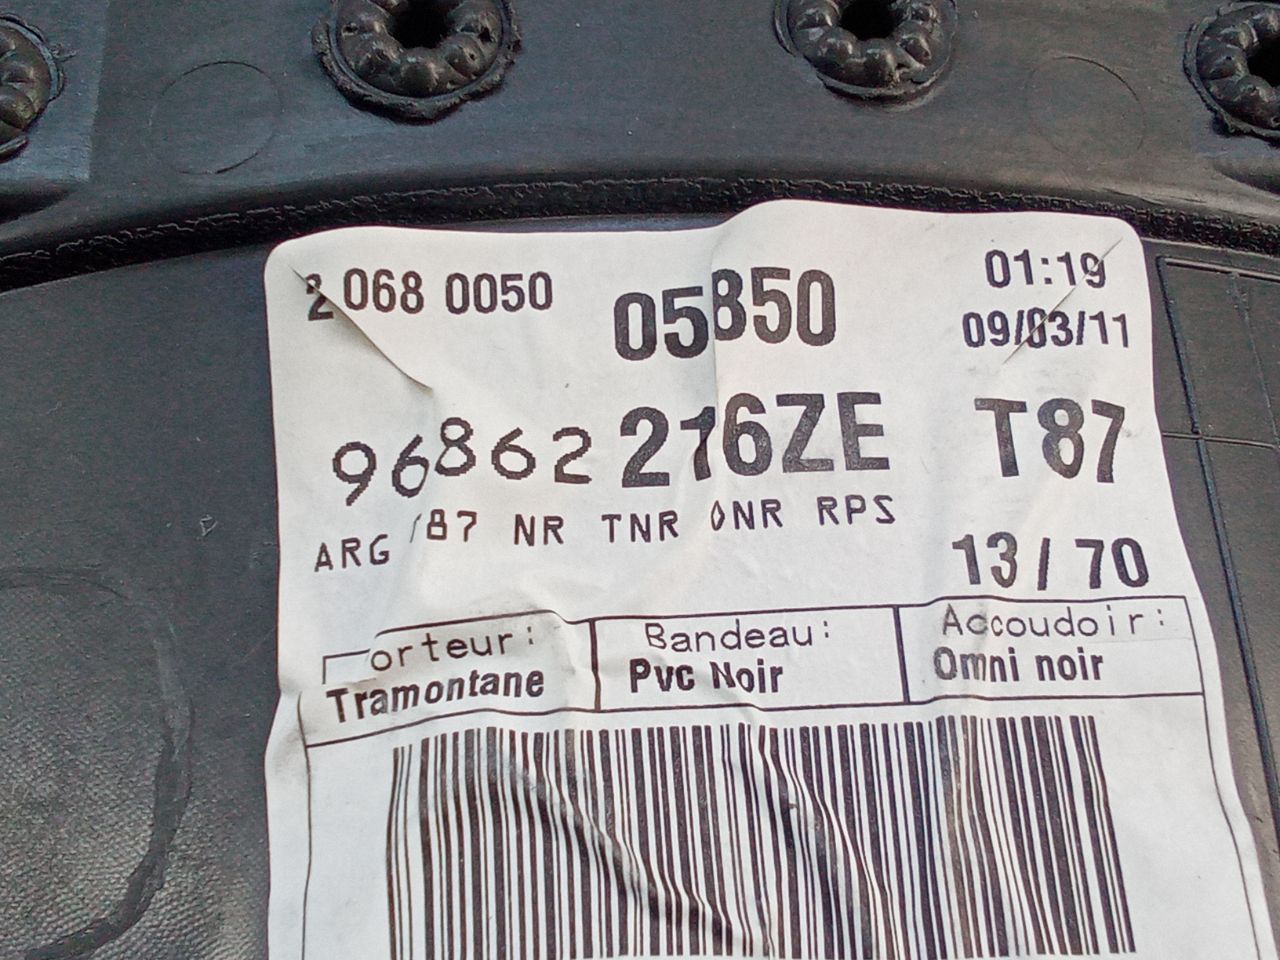 2 068 0050 05850 01:19
09/03/11
96862 216ZE T87
ARG /87 NR TNR ONR RPS
13/70
orteur: Bandeau: Accoudoir:
Tramontane Pvc Noir Omni noir